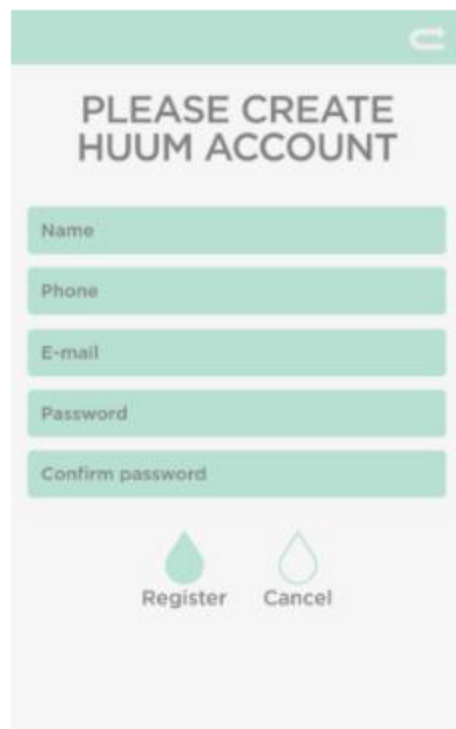 PLEASE CREATE
HUUM ACCOUNT
Name
Phone
E-mail
Password
Confirm password
Register Cancel